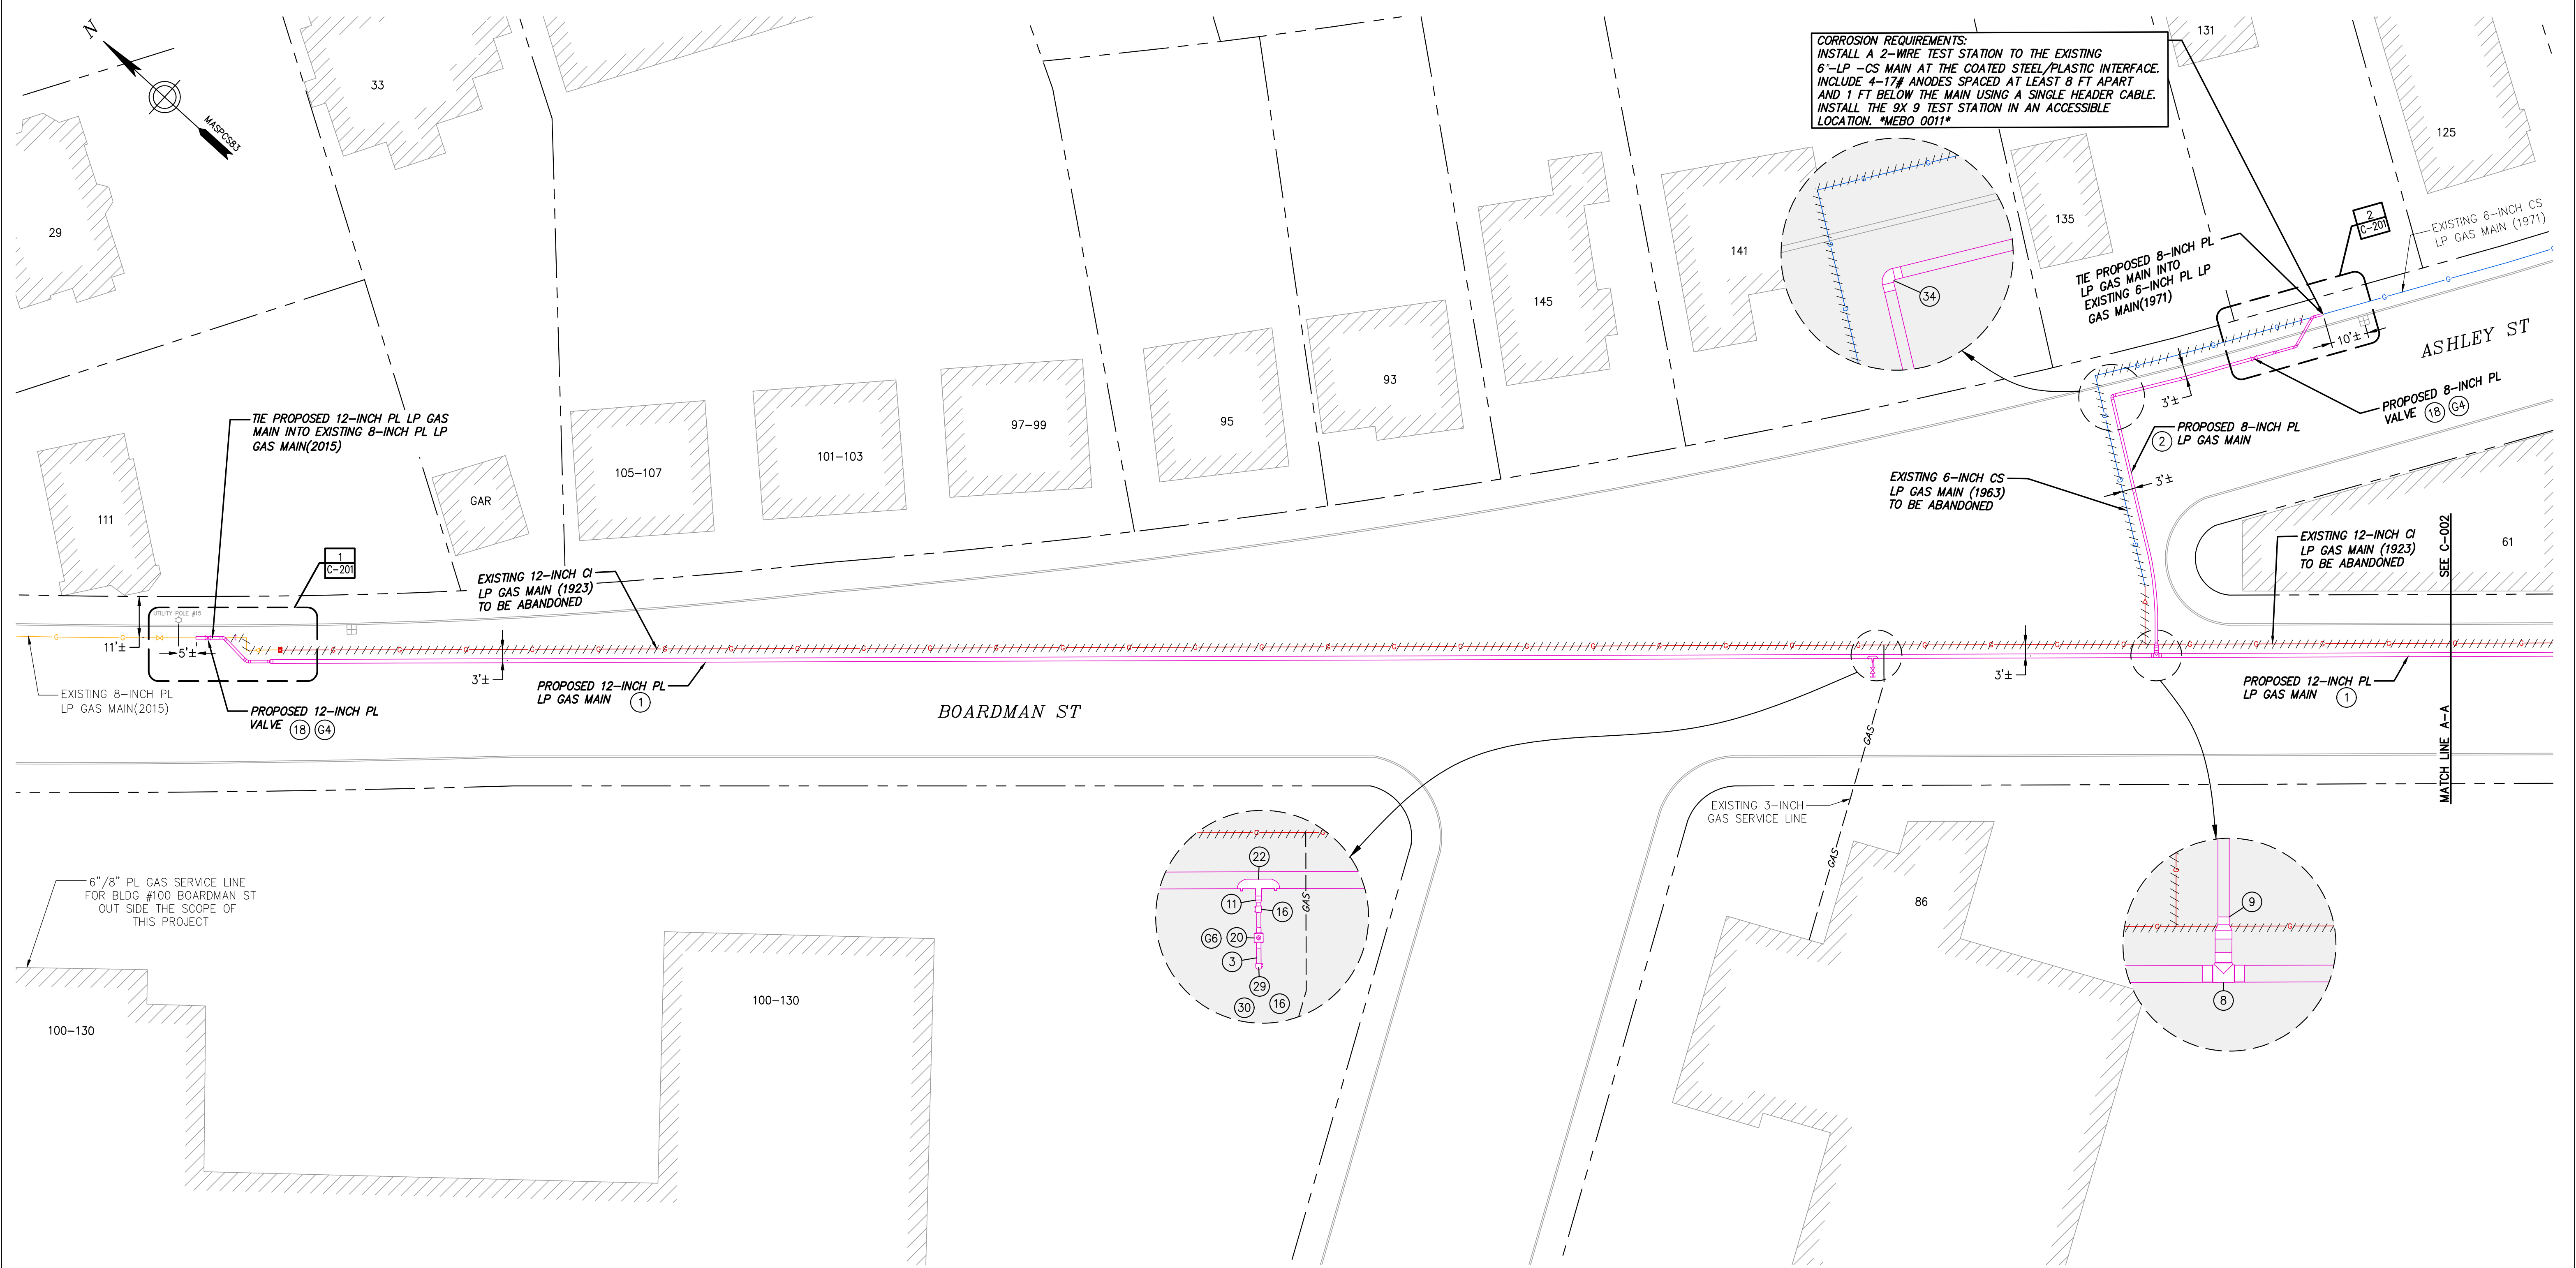 N
MASPCS83
33
29
CORROSION REQUIREMENTS:
INSTALL A 2-WIRE TEST STATION TO THE EXISTING
6"-LP -CS MAIN AT THE COATED STEEL/PLASTIC INTERFACE.
INCLUDE 4-17# ANODES SPACED AT LEAST 8 FT APART
AND 1 FT BELOW THE MAIN USING A SINGLE HEADER CABLE.
INSTALL THE 9X 9 TEST STATION IN AN ACCESSIBLE
LOCATION. *MEBO 0011*
131
125
135
141
145
34
2
C-201
EXISTING 6-INCH CS
LP GAS MAIN (1971)
TIE PROPOSED 8-INCH PL
LP GAS MAIN INTO
EXISTING 6-INCH PL LP
GAS MAIN(1971)
10'±
ASHLEY ST
3'±
PROPOSED 8-INCH PL
VALVE 18 G4
PROPOSED 8-INCH PL
2 LP GAS MAIN
3'±
EXISTING 6-INCH CS
LP GAS MAIN (1963)
TO BE ABANDONED
TIE PROPOSED 12-INCH PL LP GAS
MAIN INTO EXISTING 8-INCH PL LP
GAS MAIN(2015)
111
GAR
105-107
101-103
97-99
95
93
1
C-201
EXISTING 12-INCH CI
LP GAS MAIN (1923)
TO BE ABANDONED
EXISTING 12-INCH CI
LP GAS MAIN (1923)
TO BE ABANDONED
61
SEE C-002
MATCH LINE A-A
UTILITY POLE #15
11'±
5'±
EXISTING 8-INCH PL
LP GAS MAIN(2015)
PROPOSED 12-INCH PL
VALVE 18 G4
3'±
PROPOSED 12-INCH PL
LP GAS MAIN 1
BOARDMAN ST
3'±
PROPOSED 12-INCH PL
LP GAS MAIN 1
GAS
EXISTING 3-INCH
GAS SERVICE LINE
GAS
6"/8" PL GAS SERVICE LINE
FOR BLDG #100 BOARDMAN ST
OUT SIDE THE SCOPE OF
THIS PROJECT
100-130
100-130
22
11
16
GAS
G6 20
3
29
30
16
86
9
8